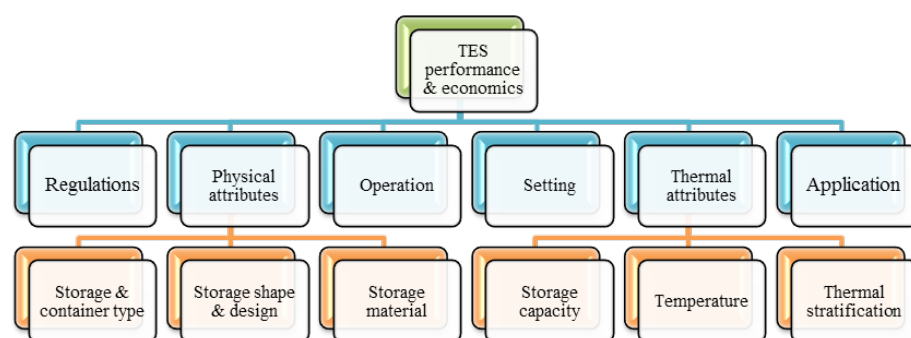 TES
performance
& economics
Regulations
Physical
attributes
Operation
Setting
Thermal
attributes
Application
Storage &
container type
Storage shape
& design
Storage
material
Storage
capacity
Temperature
Thermal
stratification